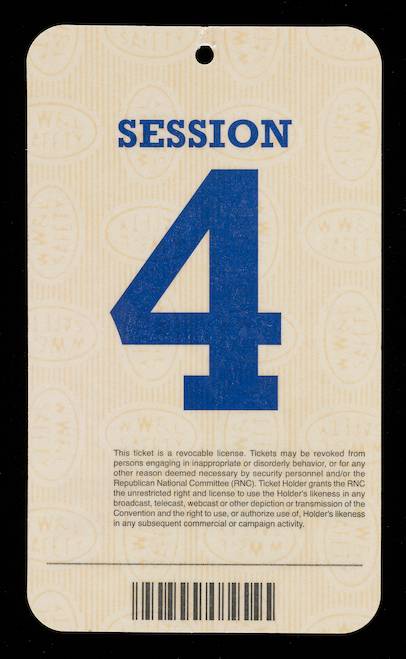 SESSION
4
This ticket is a revocable license. Tickets may be revoked from
persons engaging in inappropriate or disorderly behavior, or for any
other reason deemed necessary by security personnel and/or the
Republican National Committee (RNC). Ticket Holder grants the RNC
the unrestricted right and license to use the Holder's likeness in any
broadcast, telecast, webcast or other depiction or transmission of the
Convention and the right to use, or authorize use of, Holder's likeness
in any subsequent commercial or campaign activity.